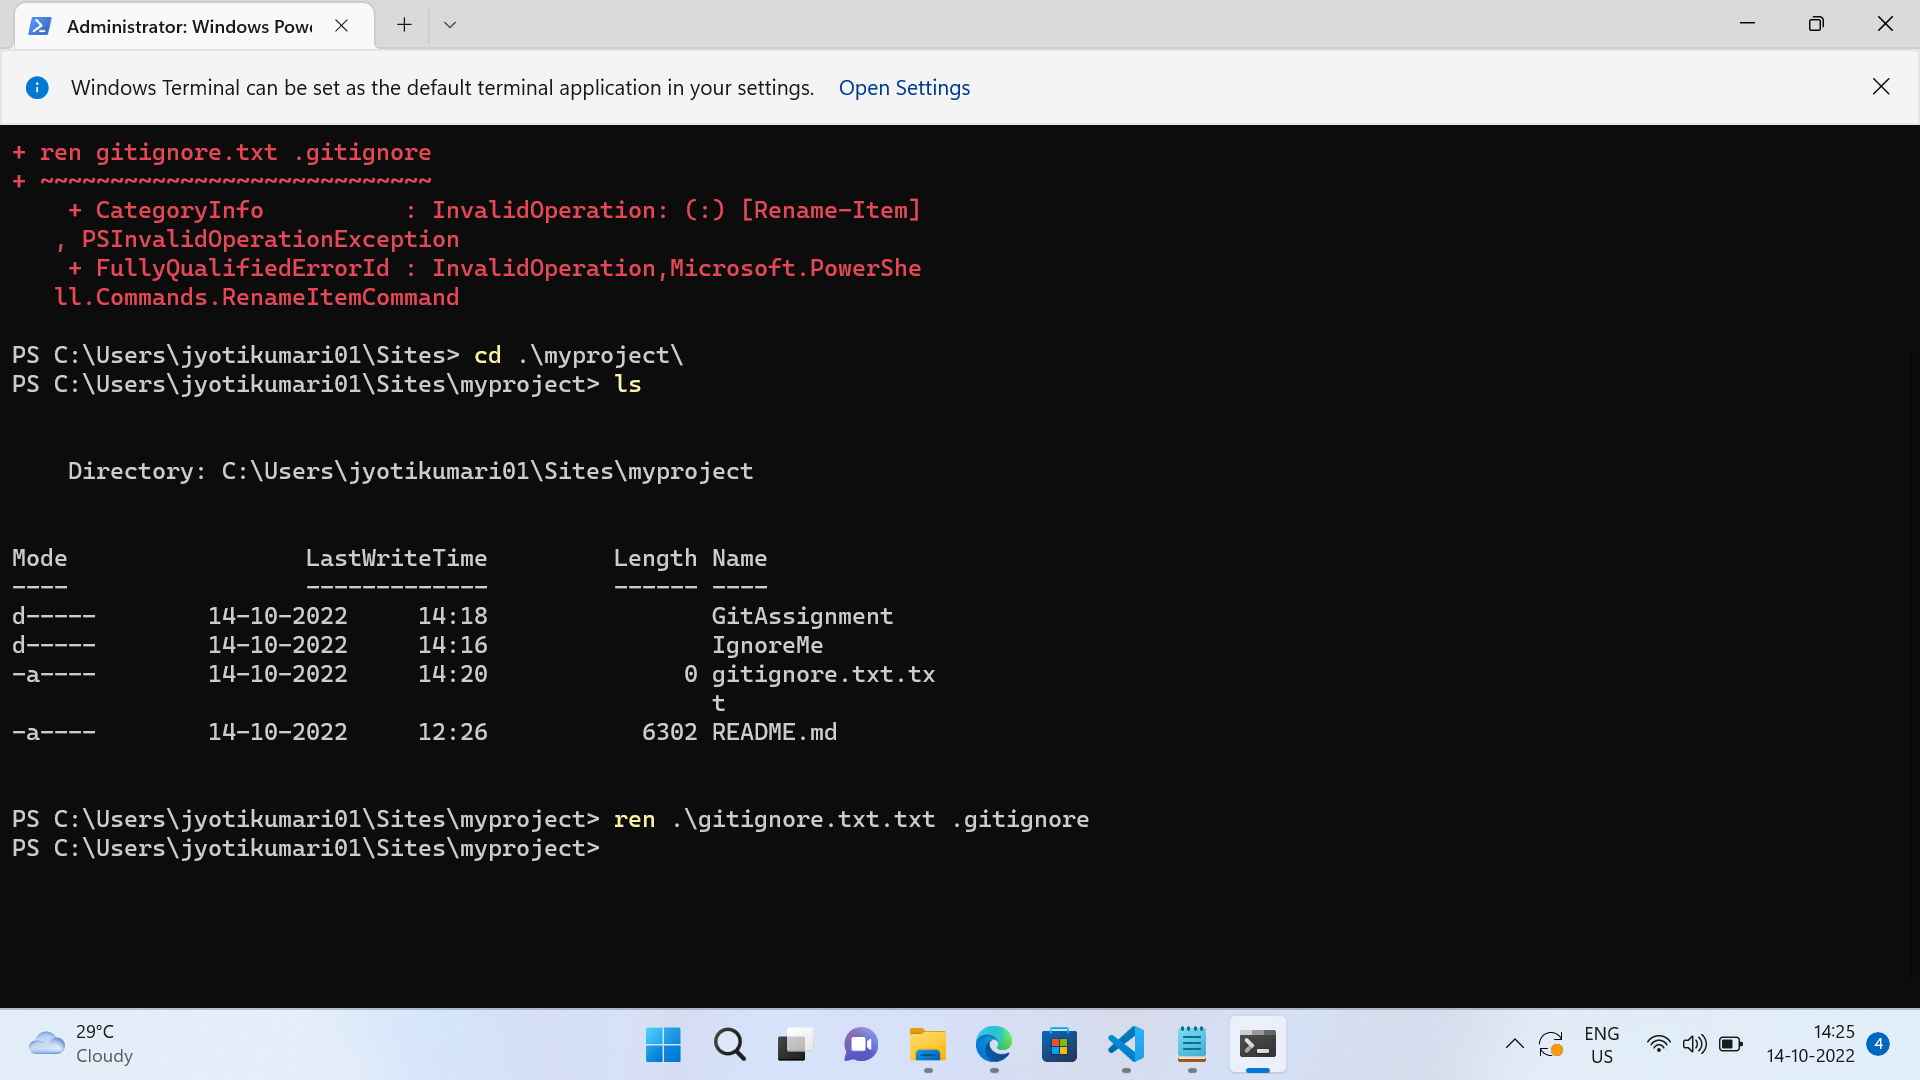 Administrator: Windows Pow
Windows Terminal can be set as the default terminal application in your settings. Open Settings
+ ren gitignore.txt .gitignore
+ ~~~~~~~~~~~~~~~~~~~~~~~~~~~~
    + CategoryInfo          : InvalidOperation: (:) [Rename-Item]
   , PSInvalidOperationException
    + FullyQualifiedErrorId : InvalidOperation,Microsoft.PowerShe
   ll.Commands.RenameItemCommand
PS C:\Users\jyotikumari01\Sites> cd .\myproject\
PS C:\Users\jyotikumari01\Sites\myproject> ls
    Directory: C:\Users\jyotikumari01\Sites\myproject
Mode                 LastWriteTime         Length Name
----                 -------------         ------ ----
d-----        14-10-2022     14:18                GitAssignment
d-----        14-10-2022     14:16                IgnoreMe
-a----        14-10-2022     14:20              0 gitignore.txt.tx
                                                  t
-a----        14-10-2022     12:26           6302 README.md
PS C:\Users\jyotikumari01\Sites\myproject> ren .\gitignore.txt.txt .gitignore
PS C:\Users\jyotikumari01\Sites\myproject>
29°C
Cloudy
ENG
US
14:25
14-10-2022
4